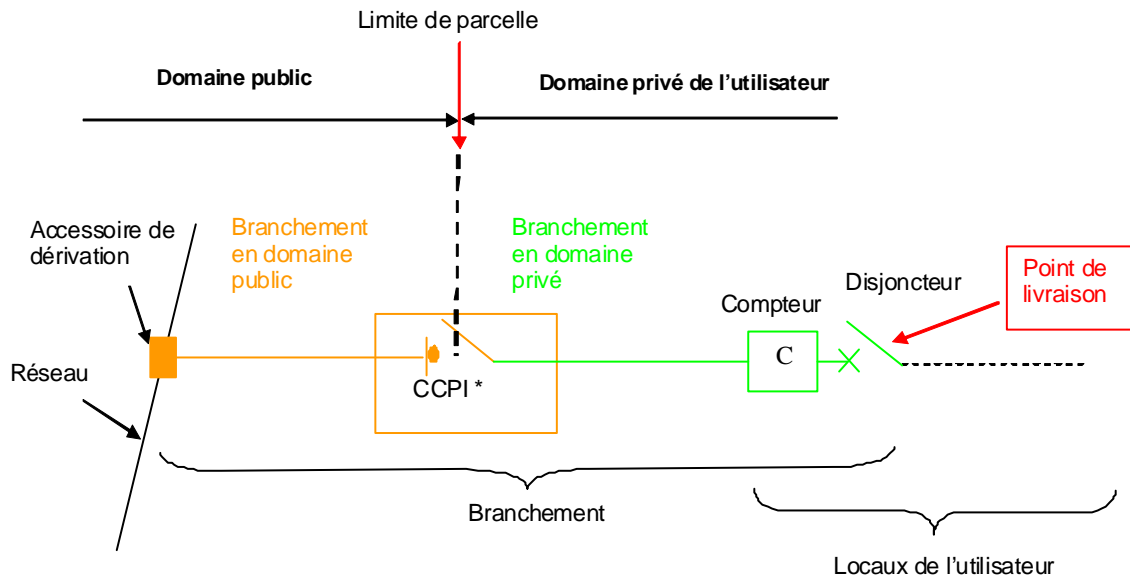 Limite de parcelle
Domaine public
Domaine privé de l’utilisateur
Accessoire de
dérivation
Branchement
en domaine
public
Branchement
en domaine
privé
Compteur
Disjoncteur
Point de
livraison
Réseau
CCPI *
C
Branchement
Locaux de l’utilisateur